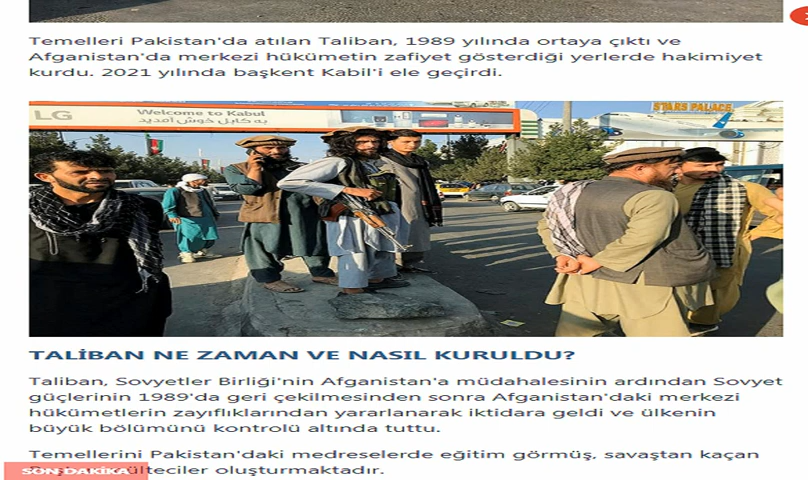 Temelleri Pakistan'da atılan Taliban, 1989 yılında ortaya çıktı ve
Afganistan'da merkezi hükümetin zafiyet gösterdiği yerlerde hakimiyet
kurdu. 2021 yılında başkent Kabil'i ele geçirdi.
LG
Welcome to Kabul
به کابل خوش آمدید
STARS PALACE
TALİBAN NE ZAMAN VE NASIL KURULDU?
Taliban, Sovyetler Birliği'nin Afganistan'a müdahalesinin ardından Sovyet
güçlerinin 1989'da geri çekilmesinden sonra Afganistan'daki merkezi
hükümetlerin zayıflıklarından yararlanarak iktidara geldi ve ülkenin
büyük bölümünü kontrolü altında tuttu.
Temellerini Pakistan'daki medreselerde eğitim görmüş, savaştan kaçan
SON DAKİKA
oluşturmaktadır.